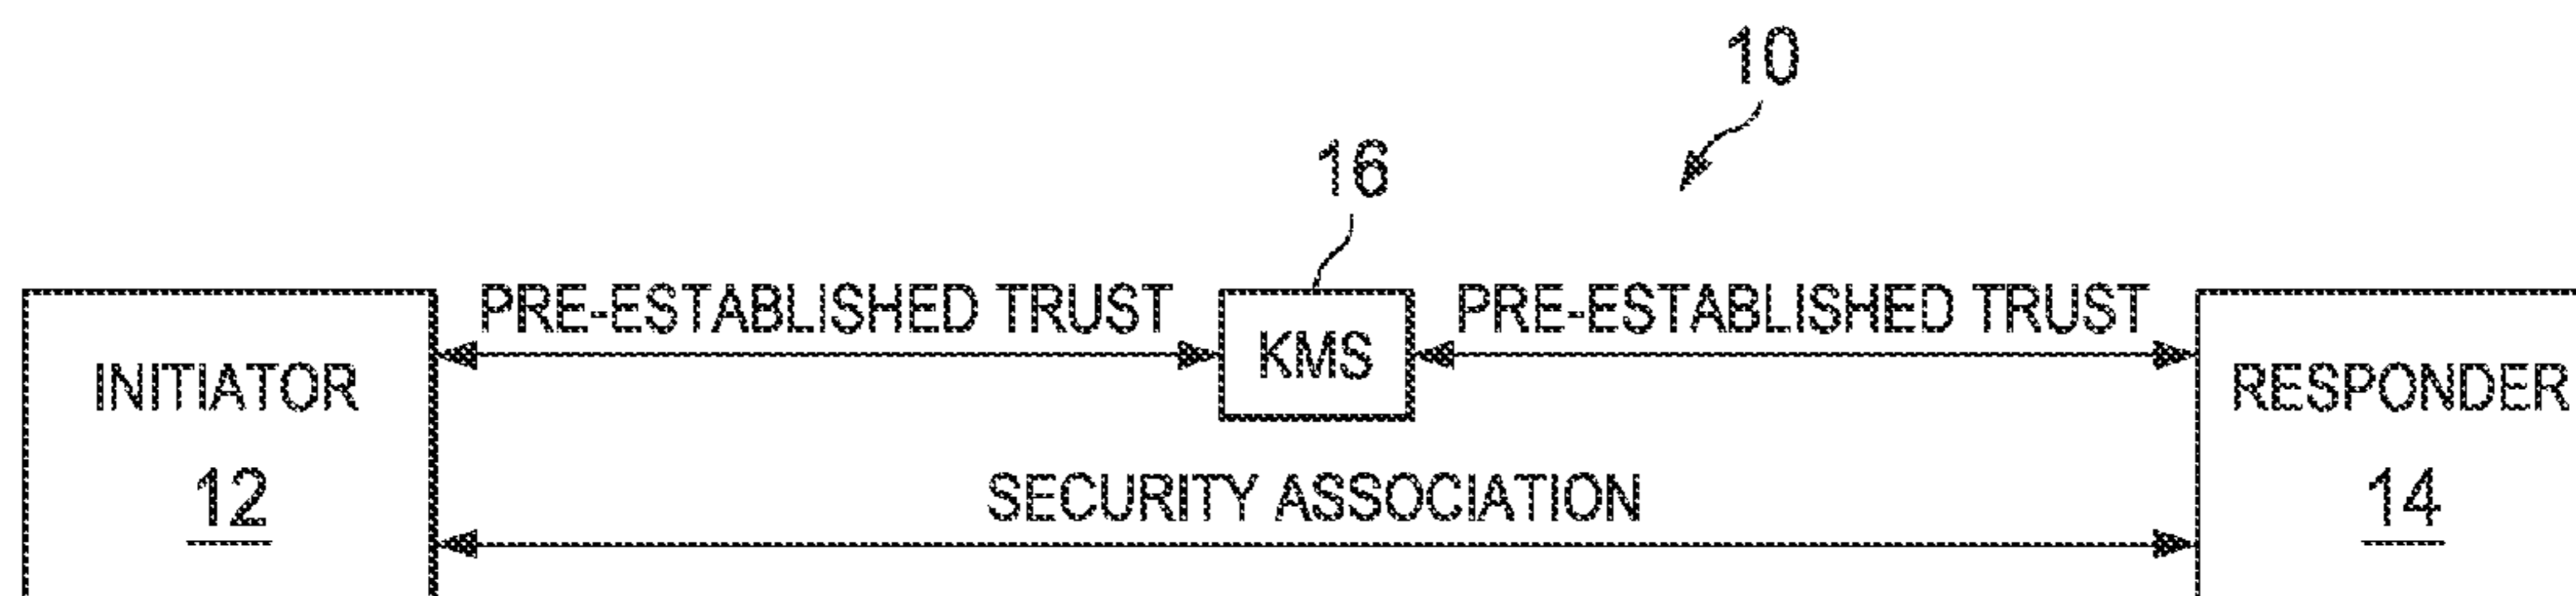 10
16
PRE-ESTABLISHED TRUST
PRE-ESTABLISHED TRUST
INITIATOR
12
KMS
RESPONDER
14
SECURITY ASSOCIATION